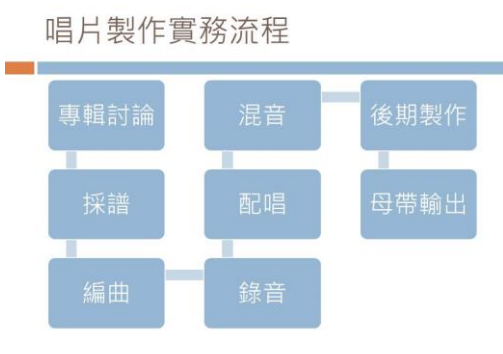 唱片製作實務流程
專輯討論
採譜
編曲
錄音
配唱
混音
後期製作
母帶輸出